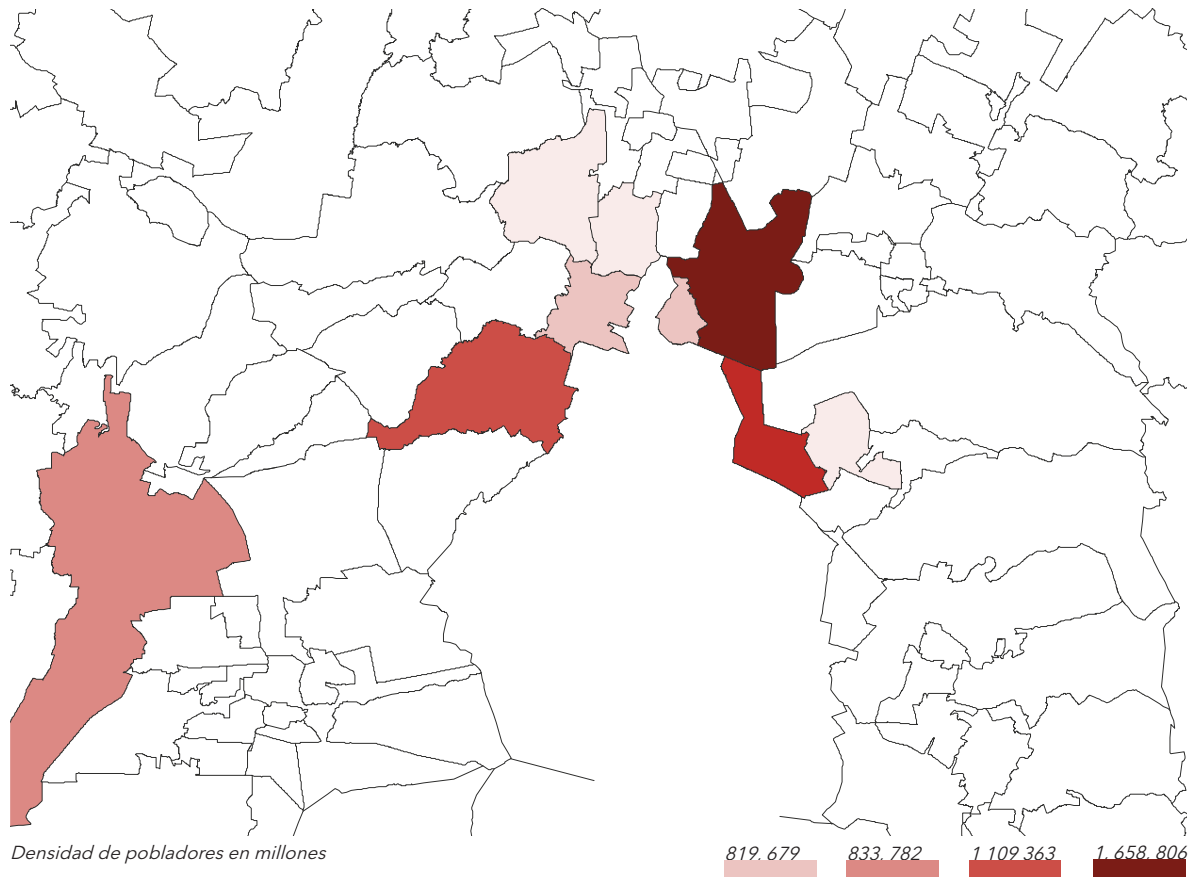 Densidad de pobladores en millones
819, 679
833, 782
1 109 363
1, 658, 806